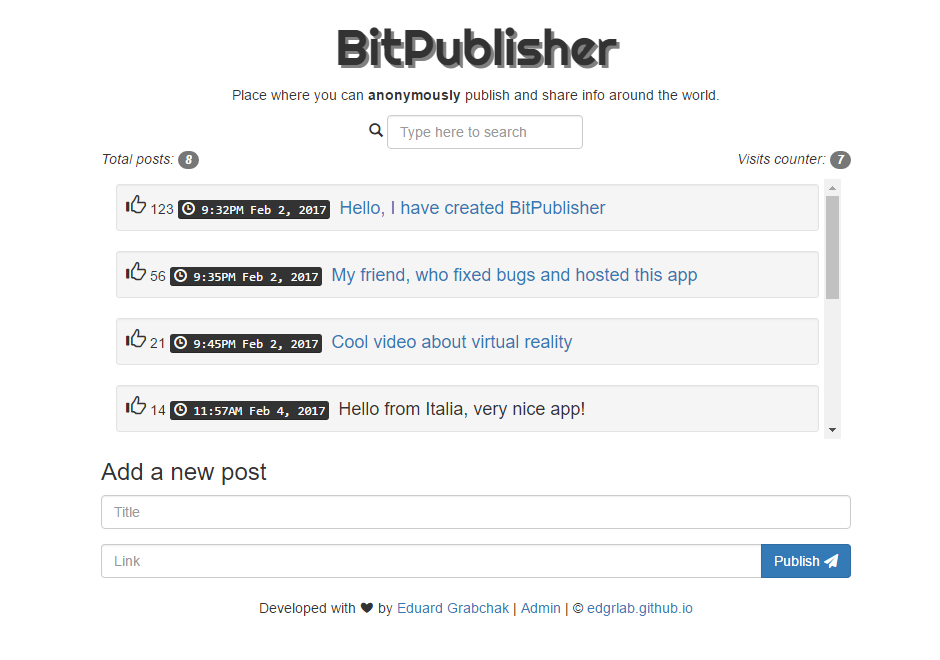 BitPublisher
Place where you can anonymously publish and share info around the world.
Type here to search
Total posts: 8
Visits counter: 7
123 9:32PM Feb 2, 2017 Hello, I have created BitPublisher
56 9:35PM Feb 2, 2017 My friend, who fixed bugs and hosted this app
21 9:45PM Feb 2, 2017 Cool video about virtual reality
14 11:57AM Feb 4, 2017 Hello from Italia, very nice app!
Add a new post
Title
Link
Publish
Developed with ❤ by Eduard Grabchak | Admin | © edgrlab.github.io